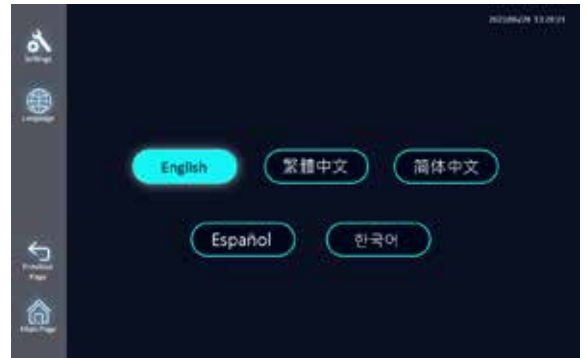 Settings
Language
English
繁體中文
简体中文
Español
한국어
Previous
Page
Main Page